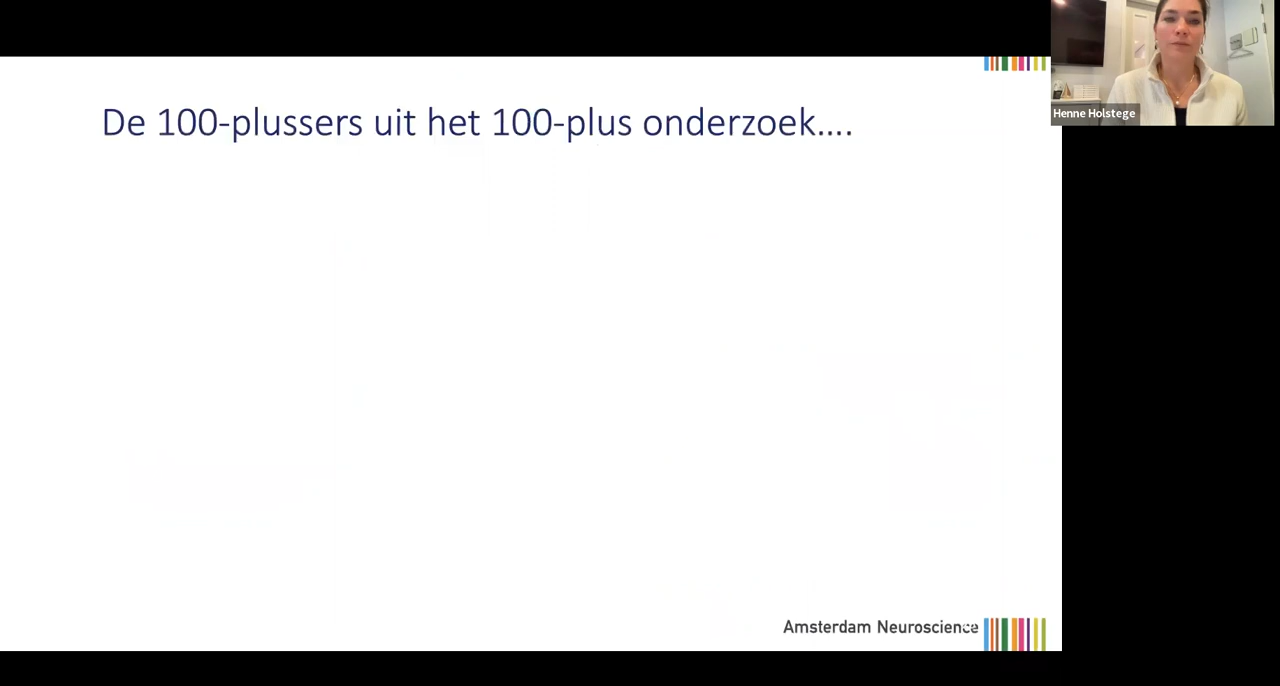 De 100-plussers uit het 100-plus onderzoek….
Henne Holstege
Amsterdam Neuroscience